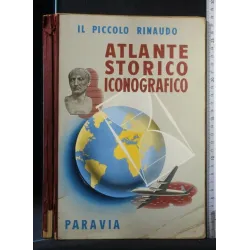 IL PICCOLO RINAUDO
ATLANTE
STORICO
ICONOGRAFICO
PARAVIA